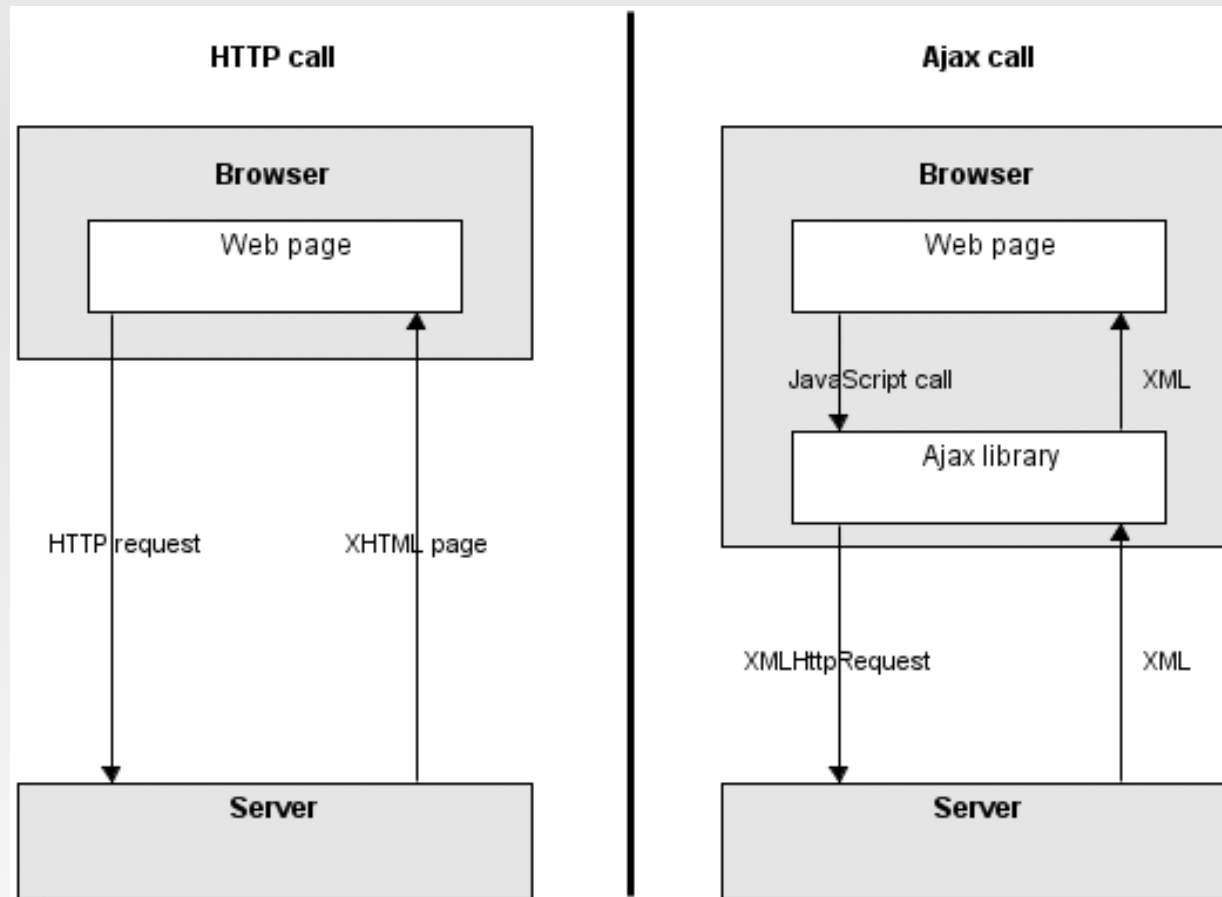 HTTP call
Browser
Web page
HTTP request
XHTML page
Server
Ajax call
Browser
Web page
JavaScript call
XML
Ajax library
XMLHttpRequest
XML
Server